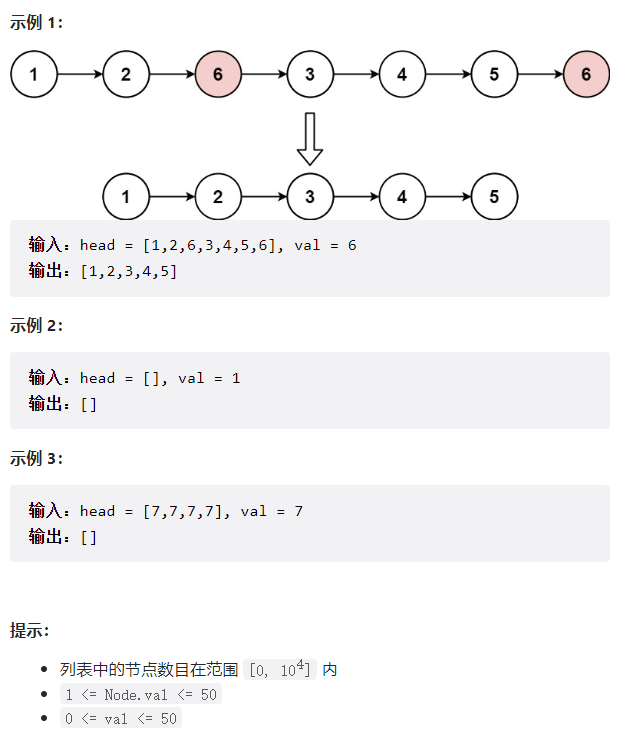 示例 1：
1 2 6 3 4 5 6
1 2 3 4 5
输入：head = [1,2,6,3,4,5,6], val = 6
输出：[1,2,3,4,5]
示例 2：
输入：head = [], val = 1
输出：[]
示例 3：
输入：head = [7,7,7,7], val = 7
输出：[]
提示：
列表中的节点数目在范围 [0, 10⁴] 内
1 <= Node.val <= 50
0 <= val <= 50